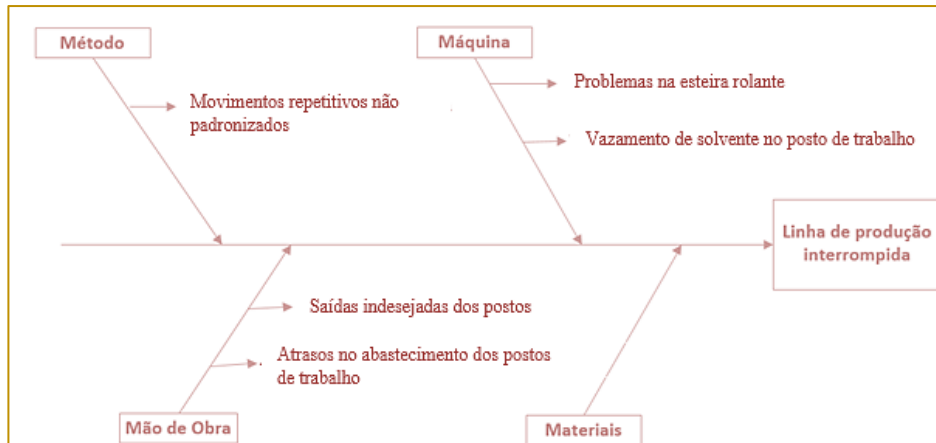 Método
Máquina
Problemas na esteira rolante
Movimentos repetitivos não
padronizados
Vazamento de solvente no posto de trabalho
Linha de produção
interrompida
Saídas indesejadas dos postos
Atrasos no abastecimento dos postos
de trabalho
Mão de Obra
Materiais